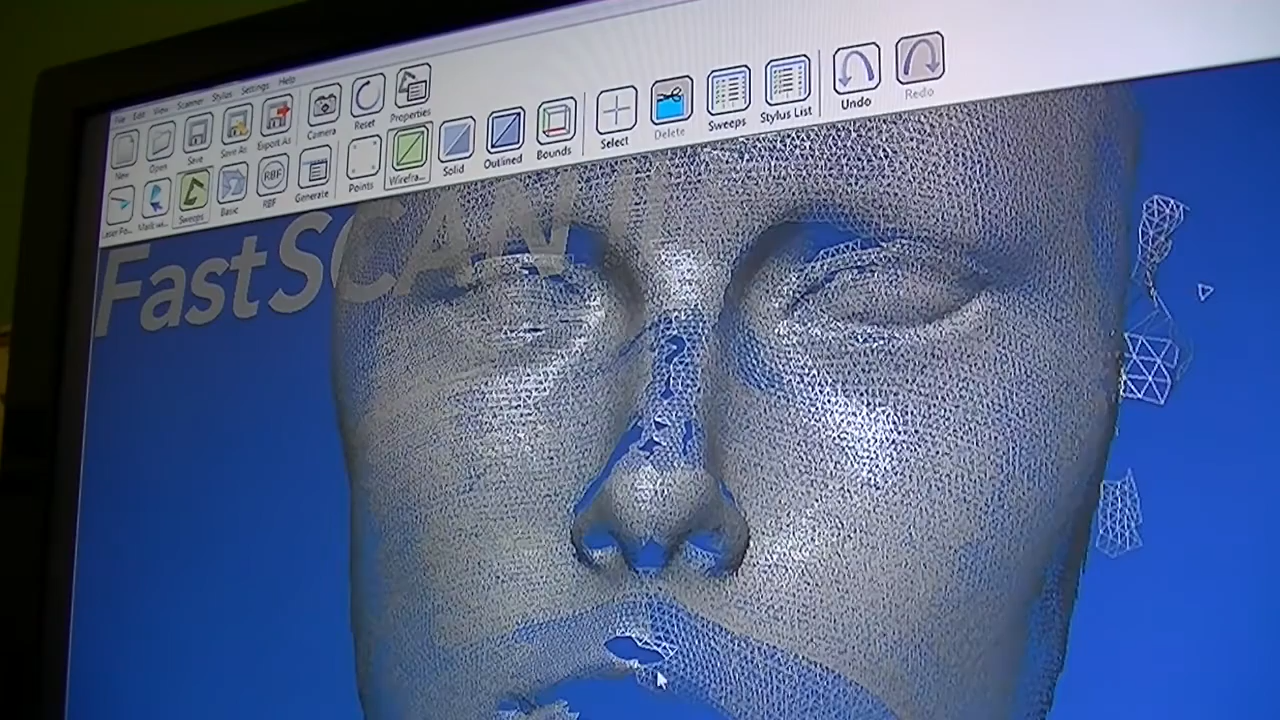 File Edit View Scanner Stylus Settings Help
New Open Save Save As Export As Camera Reset Properties
Sweeps Basic RBF Generate Points Wirefra... Solid Outlined Bounds Select Delete Sweeps Stylus List Undo Redo
FastSCAN